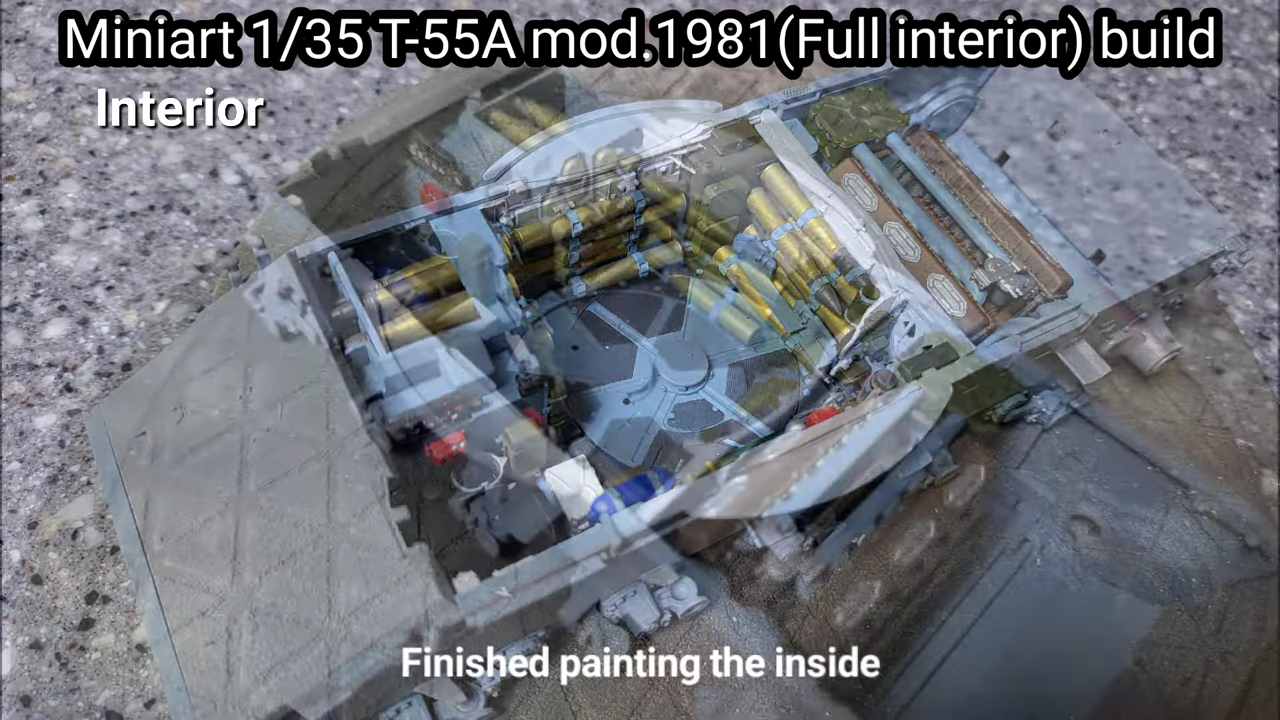 Miniart 1/35 T-55A mod.1981(Full interior) build
Interior
Finished painting the inside